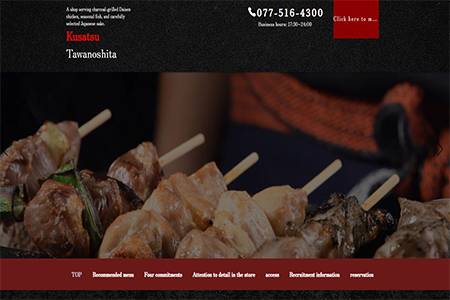 A shop serving charcoal-grilled Daisen
chicken, seasonal fish, and carefully
selected Japanese sake.
Kusatsu
Tawanoshita
077-516-4300
Business hours: 17:00~24:00
Click here to m...
TOP Recommended menu Four commitments Attention to detail in the store access Recruitment information reservation